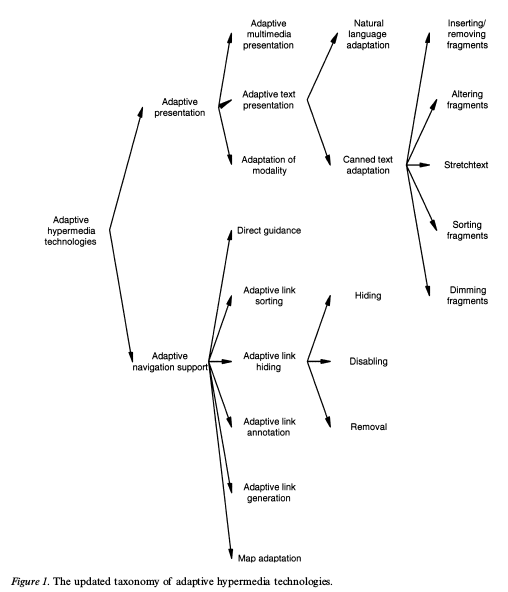 Adaptive
multimedia
presentation
Natural
language
adaptation
Inserting/
removing
fragments
Adaptive
presentation
Adaptive text
presentation
Altering
fragments
Adaptation of
modality
Canned text
adaptation
Stretchtext
Adaptive
hypermedia
technologies
Direct guidance
Sorting
fragments
Adaptive link
sorting
Hiding
Dimming
fragments
Adaptive
navigation support
Adaptive link
hiding
Disabling
Adaptive link
annotation
Removal
Adaptive link
generation
Map adaptation
Figure 1. The updated taxonomy of adaptive hypermedia technologies.